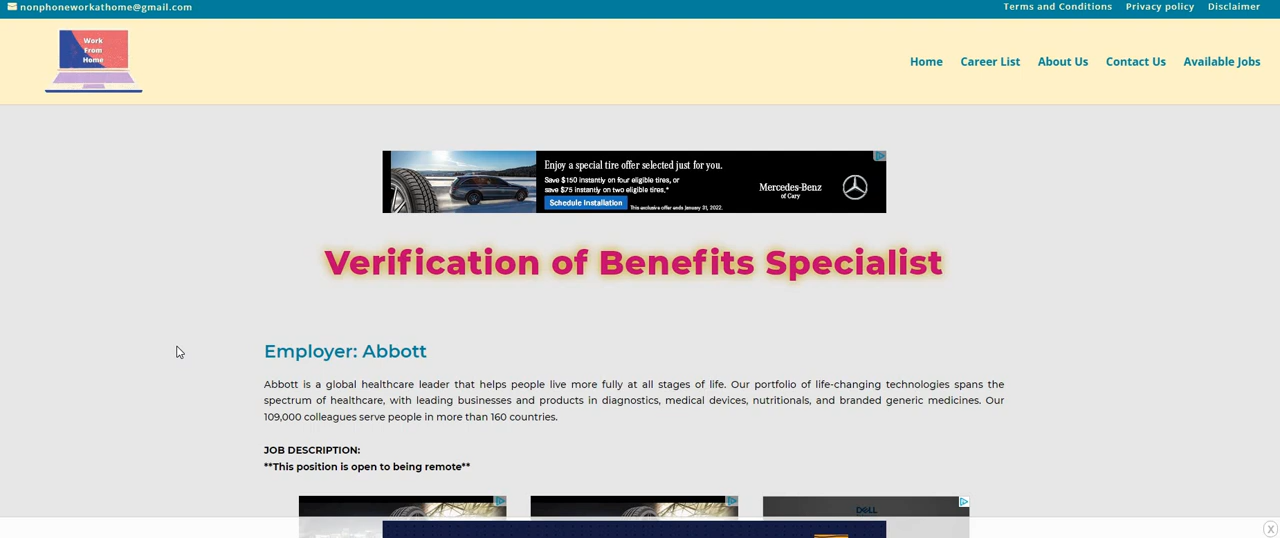 nonphoneworkathome@gmail.com
Terms and Conditions Privacy policy Disclaimer
Work
From
Home
Home Career List About Us Contact Us Available Jobs
Enjoy a special tire offer selected just for you.
Save $150 instantly on four eligible tires, or
save $75 instantly on two eligible tires.*
Schedule Installation
This exclusive offer ends January 31, 2022.
Mercedes-Benz
of Cary
Verification of Benefits Specialist
Employer: Abbott
Abbott is a global healthcare leader that helps people live more fully at all stages of life. Our portfolio of life-changing technologies spans the
spectrum of healthcare, with leading businesses and products in diagnostics, medical devices, nutritionals, and branded generic medicines. Our
109,000 colleagues serve people in more than 160 countries.
JOB DESCRIPTION:
**This position is open to being remote**
DELL
X